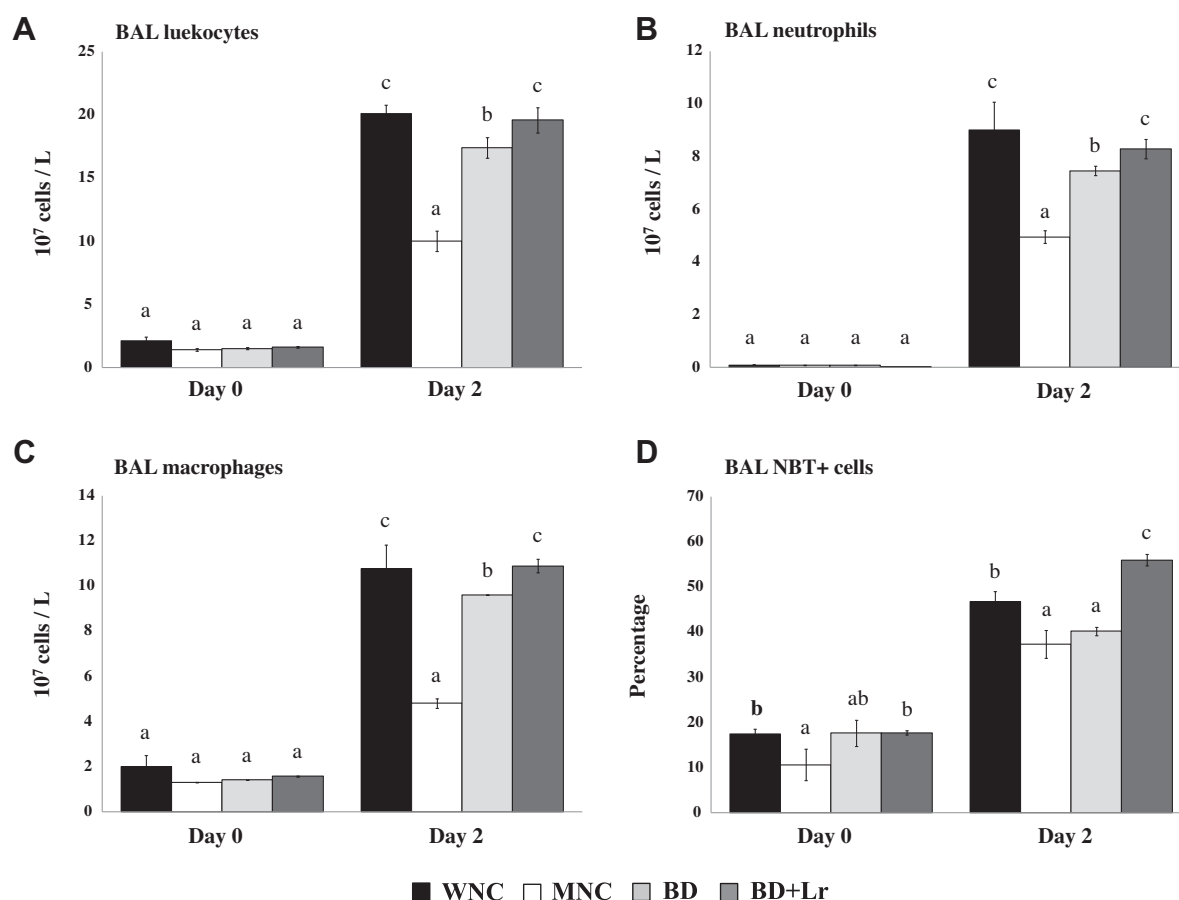 A BAL luekocytes
25
20
15
10
5
0
10⁷ cells / L
a a a a c a b c
Day 0 Day 2
B BAL neutrophils
12
10
8
6
4
2
0
10⁷ cells / L
a a a a c a b c
Day 0 Day 2
C BAL macrophages
14
12
10
8
6
4
2
0
10⁷ cells / L
a a a a c a b c
Day 0 Day 2
D BAL NBT+ cells
70
60
50
40
30
20
10
0
Percentage
b a ab b b a a c
Day 0 Day 2
WNC MNC BD BD+Lr